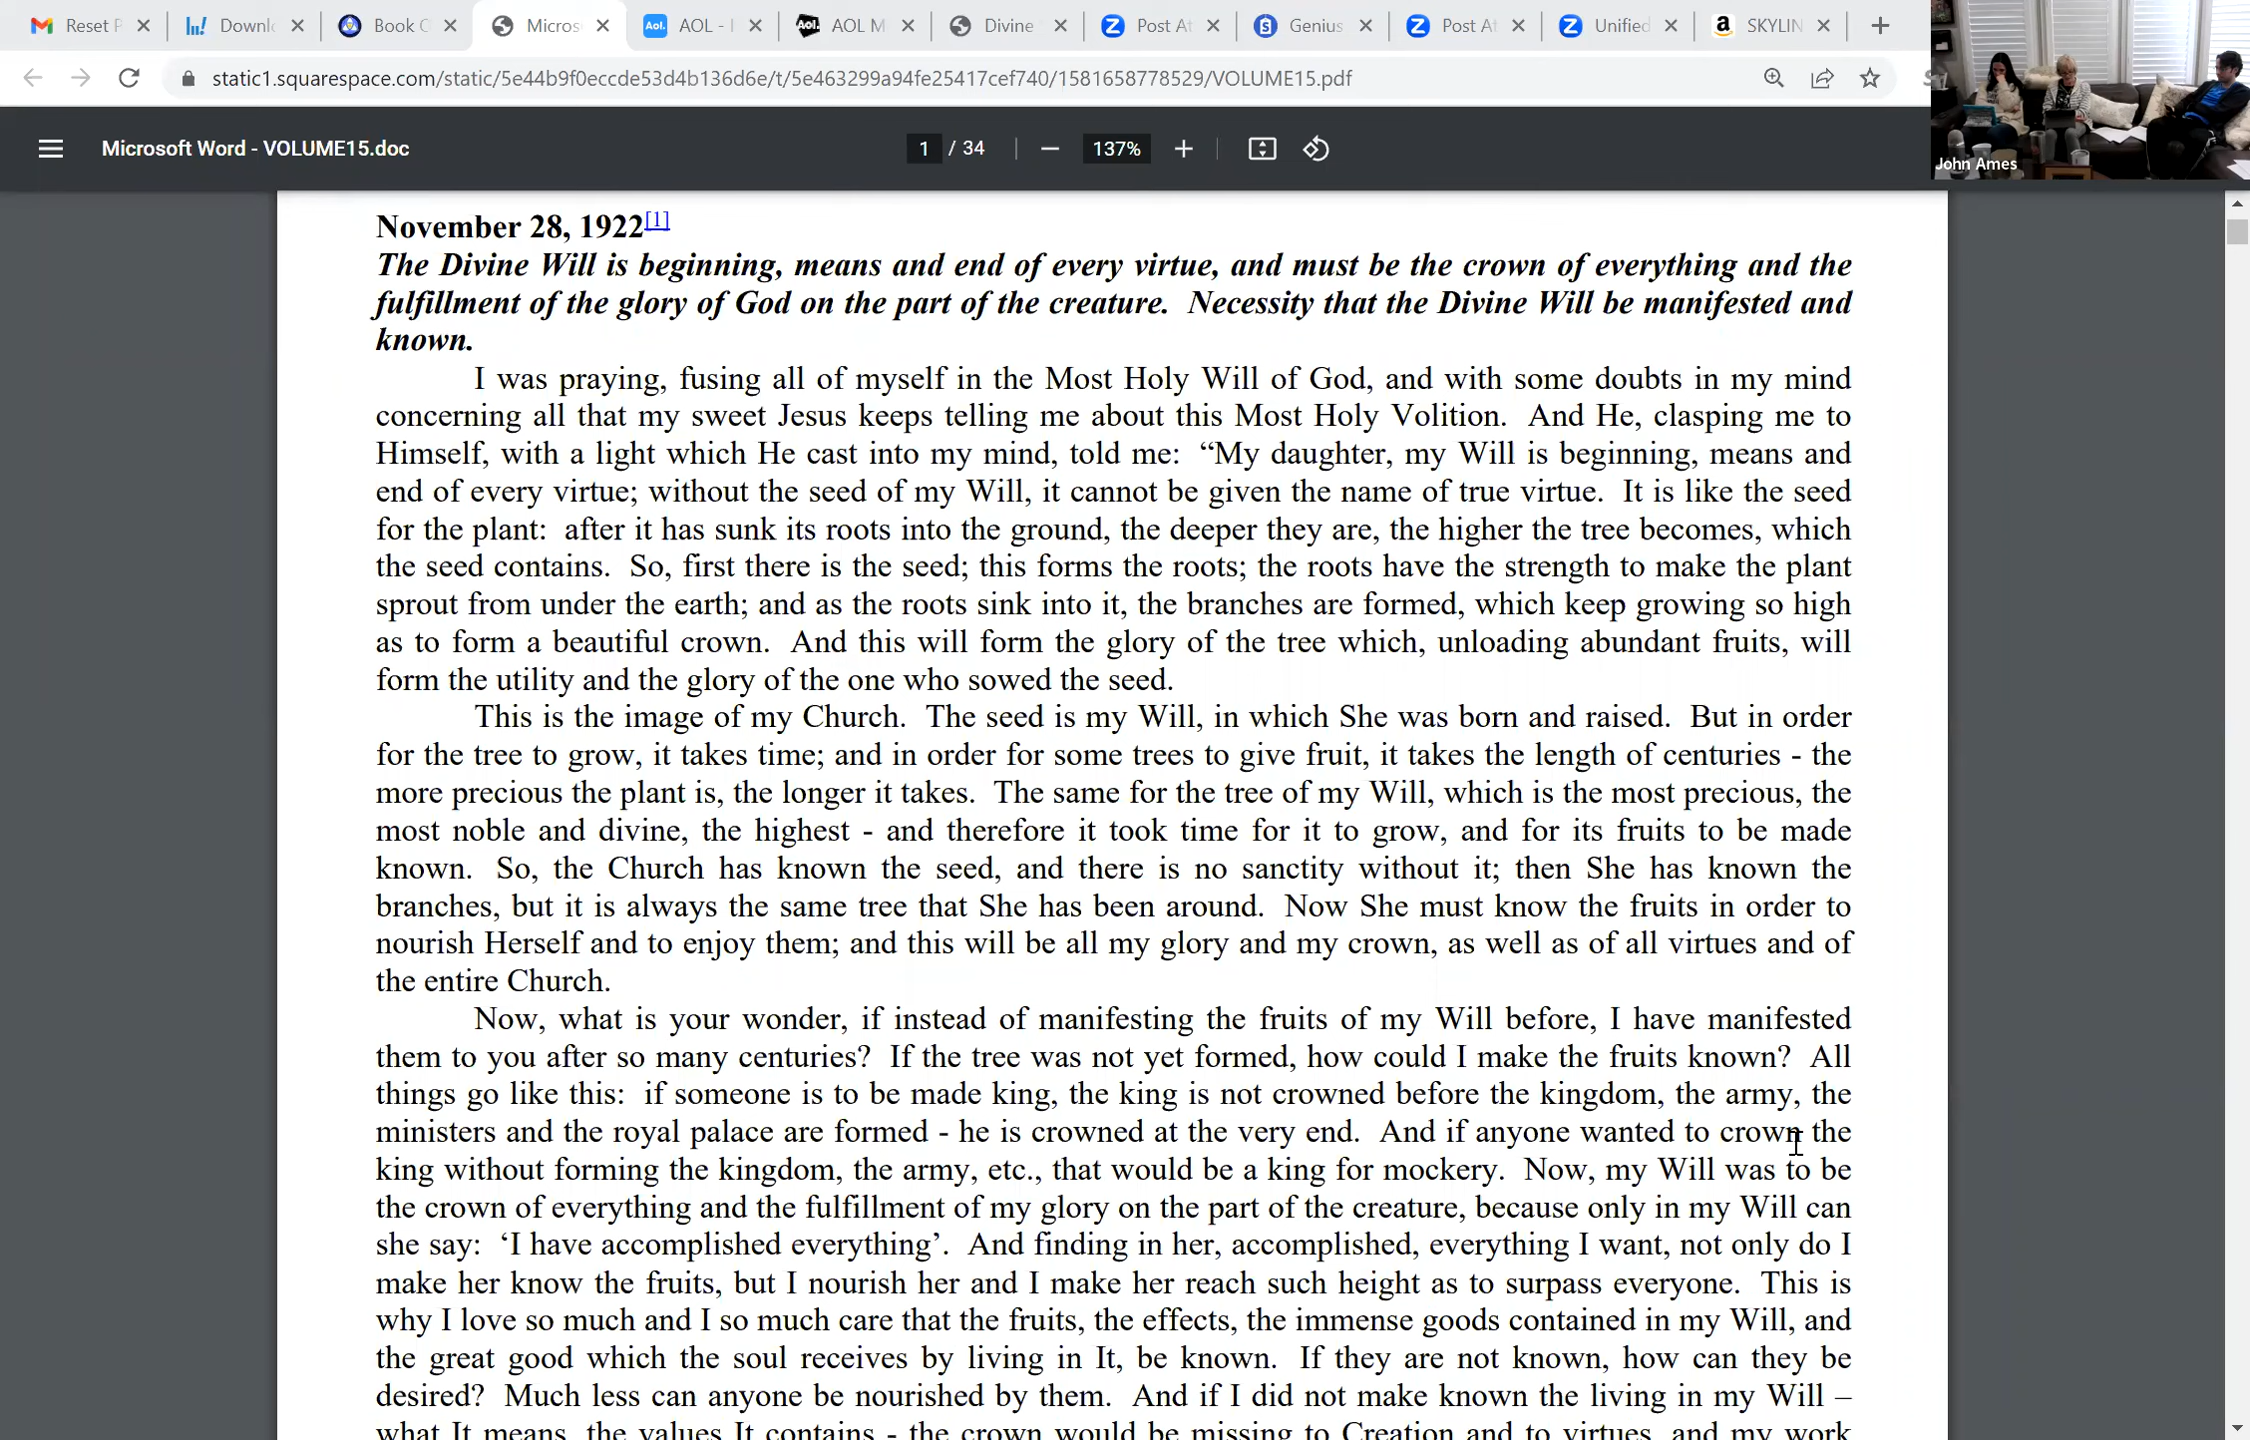 Reset P
Downlo
Book O
Micros
AOL - I
AOL M
Divine
Post At
Genius
Post At
Unified
SKYLIN
static1.squarespace.com/static/5e44b9f0eccde53d4b136d6e/t/5e463299a94fe25417cef740/1581658778529/VOLUME15.pdf
Microsoft Word - VOLUME15.doc
1 / 34
137%
John Ames
November 28, 1922[1]
The Divine Will is beginning, means and end of every virtue, and must be the crown of everything and the
fulfillment of the glory of God on the part of the creature. Necessity that the Divine Will be manifested and
known.
I was praying, fusing all of myself in the Most Holy Will of God, and with some doubts in my mind
concerning all that my sweet Jesus keeps telling me about this Most Holy Volition. And He, clasping me to
Himself, with a light which He cast into my mind, told me: “My daughter, my Will is beginning, means and
end of every virtue; without the seed of my Will, it cannot be given the name of true virtue. It is like the seed
for the plant: after it has sunk its roots into the ground, the deeper they are, the higher the tree becomes, which
the seed contains. So, first there is the seed; this forms the roots; the roots have the strength to make the plant
sprout from under the earth; and as the roots sink into it, the branches are formed, which keep growing so high
as to form a beautiful crown. And this will form the glory of the tree which, unloading abundant fruits, will
form the utility and the glory of the one who sowed the seed.
This is the image of my Church. The seed is my Will, in which She was born and raised. But in order
for the tree to grow, it takes time; and in order for some trees to give fruit, it takes the length of centuries - the
more precious the plant is, the longer it takes. The same for the tree of my Will, which is the most precious, the
most noble and divine, the highest - and therefore it took time for it to grow, and for its fruits to be made
known. So, the Church has known the seed, and there is no sanctity without it; then She has known the
branches, but it is always the same tree that She has been around. Now She must know the fruits in order to
nourish Herself and to enjoy them; and this will be all my glory and my crown, as well as of all virtues and of
the entire Church.
Now, what is your wonder, if instead of manifesting the fruits of my Will before, I have manifested
them to you after so many centuries? If the tree was not yet formed, how could I make the fruits known? All
things go like this: if someone is to be made king, the king is not crowned before the kingdom, the army, the
ministers and the royal palace are formed - he is crowned at the very end. And if anyone wanted to crown the
king without forming the kingdom, the army, etc., that would be a king for mockery. Now, my Will was to be
the crown of everything and the fulfillment of my glory on the part of the creature, because only in my Will can
she say: ‘I have accomplished everything’. And finding in her, accomplished, everything I want, not only do I
make her know the fruits, but I nourish her and I make her reach such height as to surpass everyone. This is
why I love so much and I so much care that the fruits, the effects, the immense goods contained in my Will, and
the great good which the soul receives by living in It, be known. If they are not known, how can they be
desired? Much less can anyone be nourished by them. And if I did not make known the living in my Will –
what It means, the values It contains - the crown would be missing to Creation and to virtues, and my work